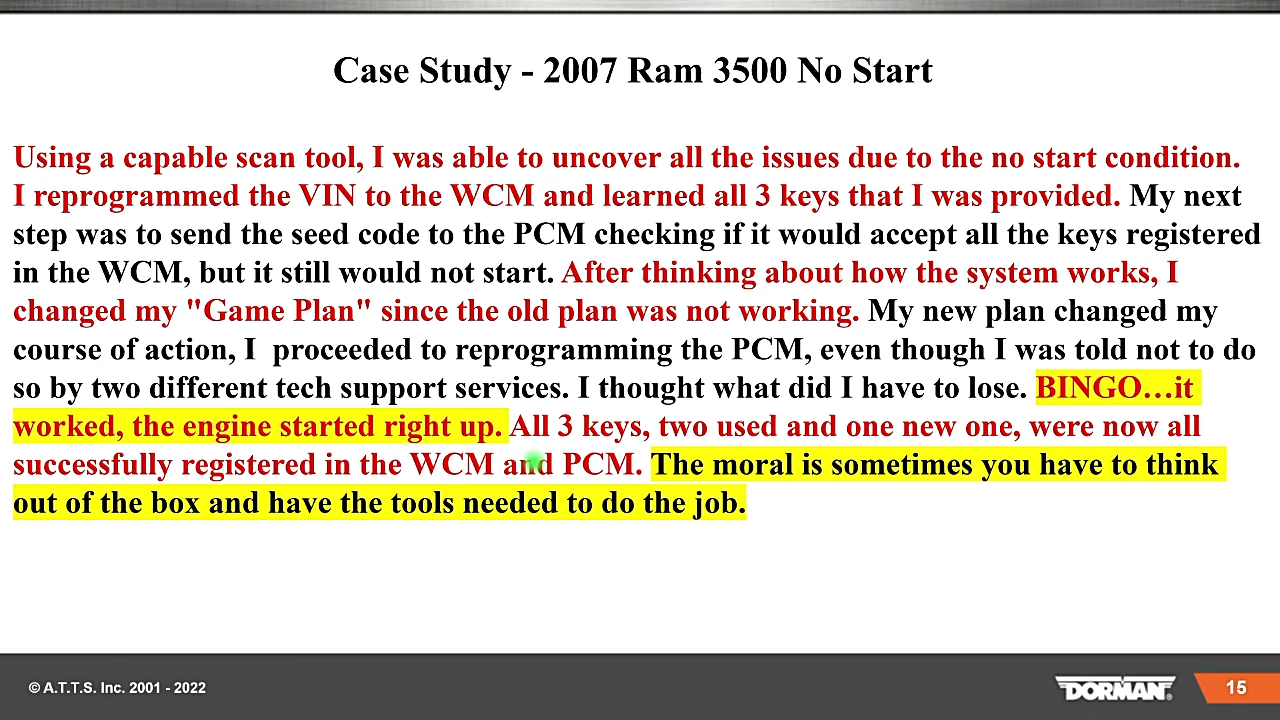 Case Study - 2007 Ram 3500 No Start
Using a capable scan tool, I was able to uncover all the issues due to the no start condition.
I reprogrammed the VIN to the WCM and learned all 3 keys that I was provided. My next
step was to send the seed code to the PCM checking if it would accept all the keys registered
in the WCM, but it still would not start. After thinking about how the system works, I
changed my "Game Plan" since the old plan was not working. My new plan changed my
course of action, I  proceeded to reprogramming the PCM, even though I was told not to do
so by two different tech support services. I thought what did I have to lose. BINGO…it
worked, the engine started right up. All 3 keys, two used and one new one, were now all
successfully registered in the WCM and PCM. The moral is sometimes you have to think
out of the box and have the tools needed to do the job.
© A.T.T.S. Inc. 2001 - 2022
DORMAN
15